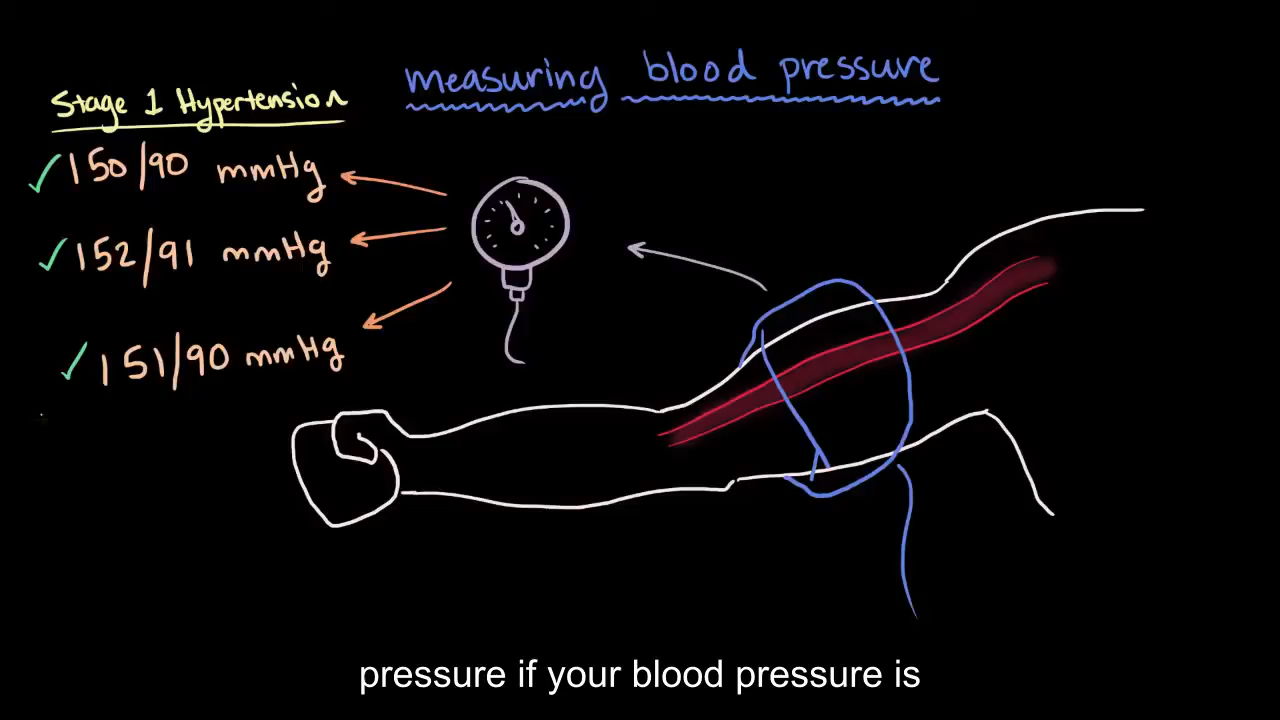 measuring blood pressure
Stage 1 Hypertension
150/90 mmHg
152/91 mmHg
151/90 mmHg
pressure if your blood pressure is